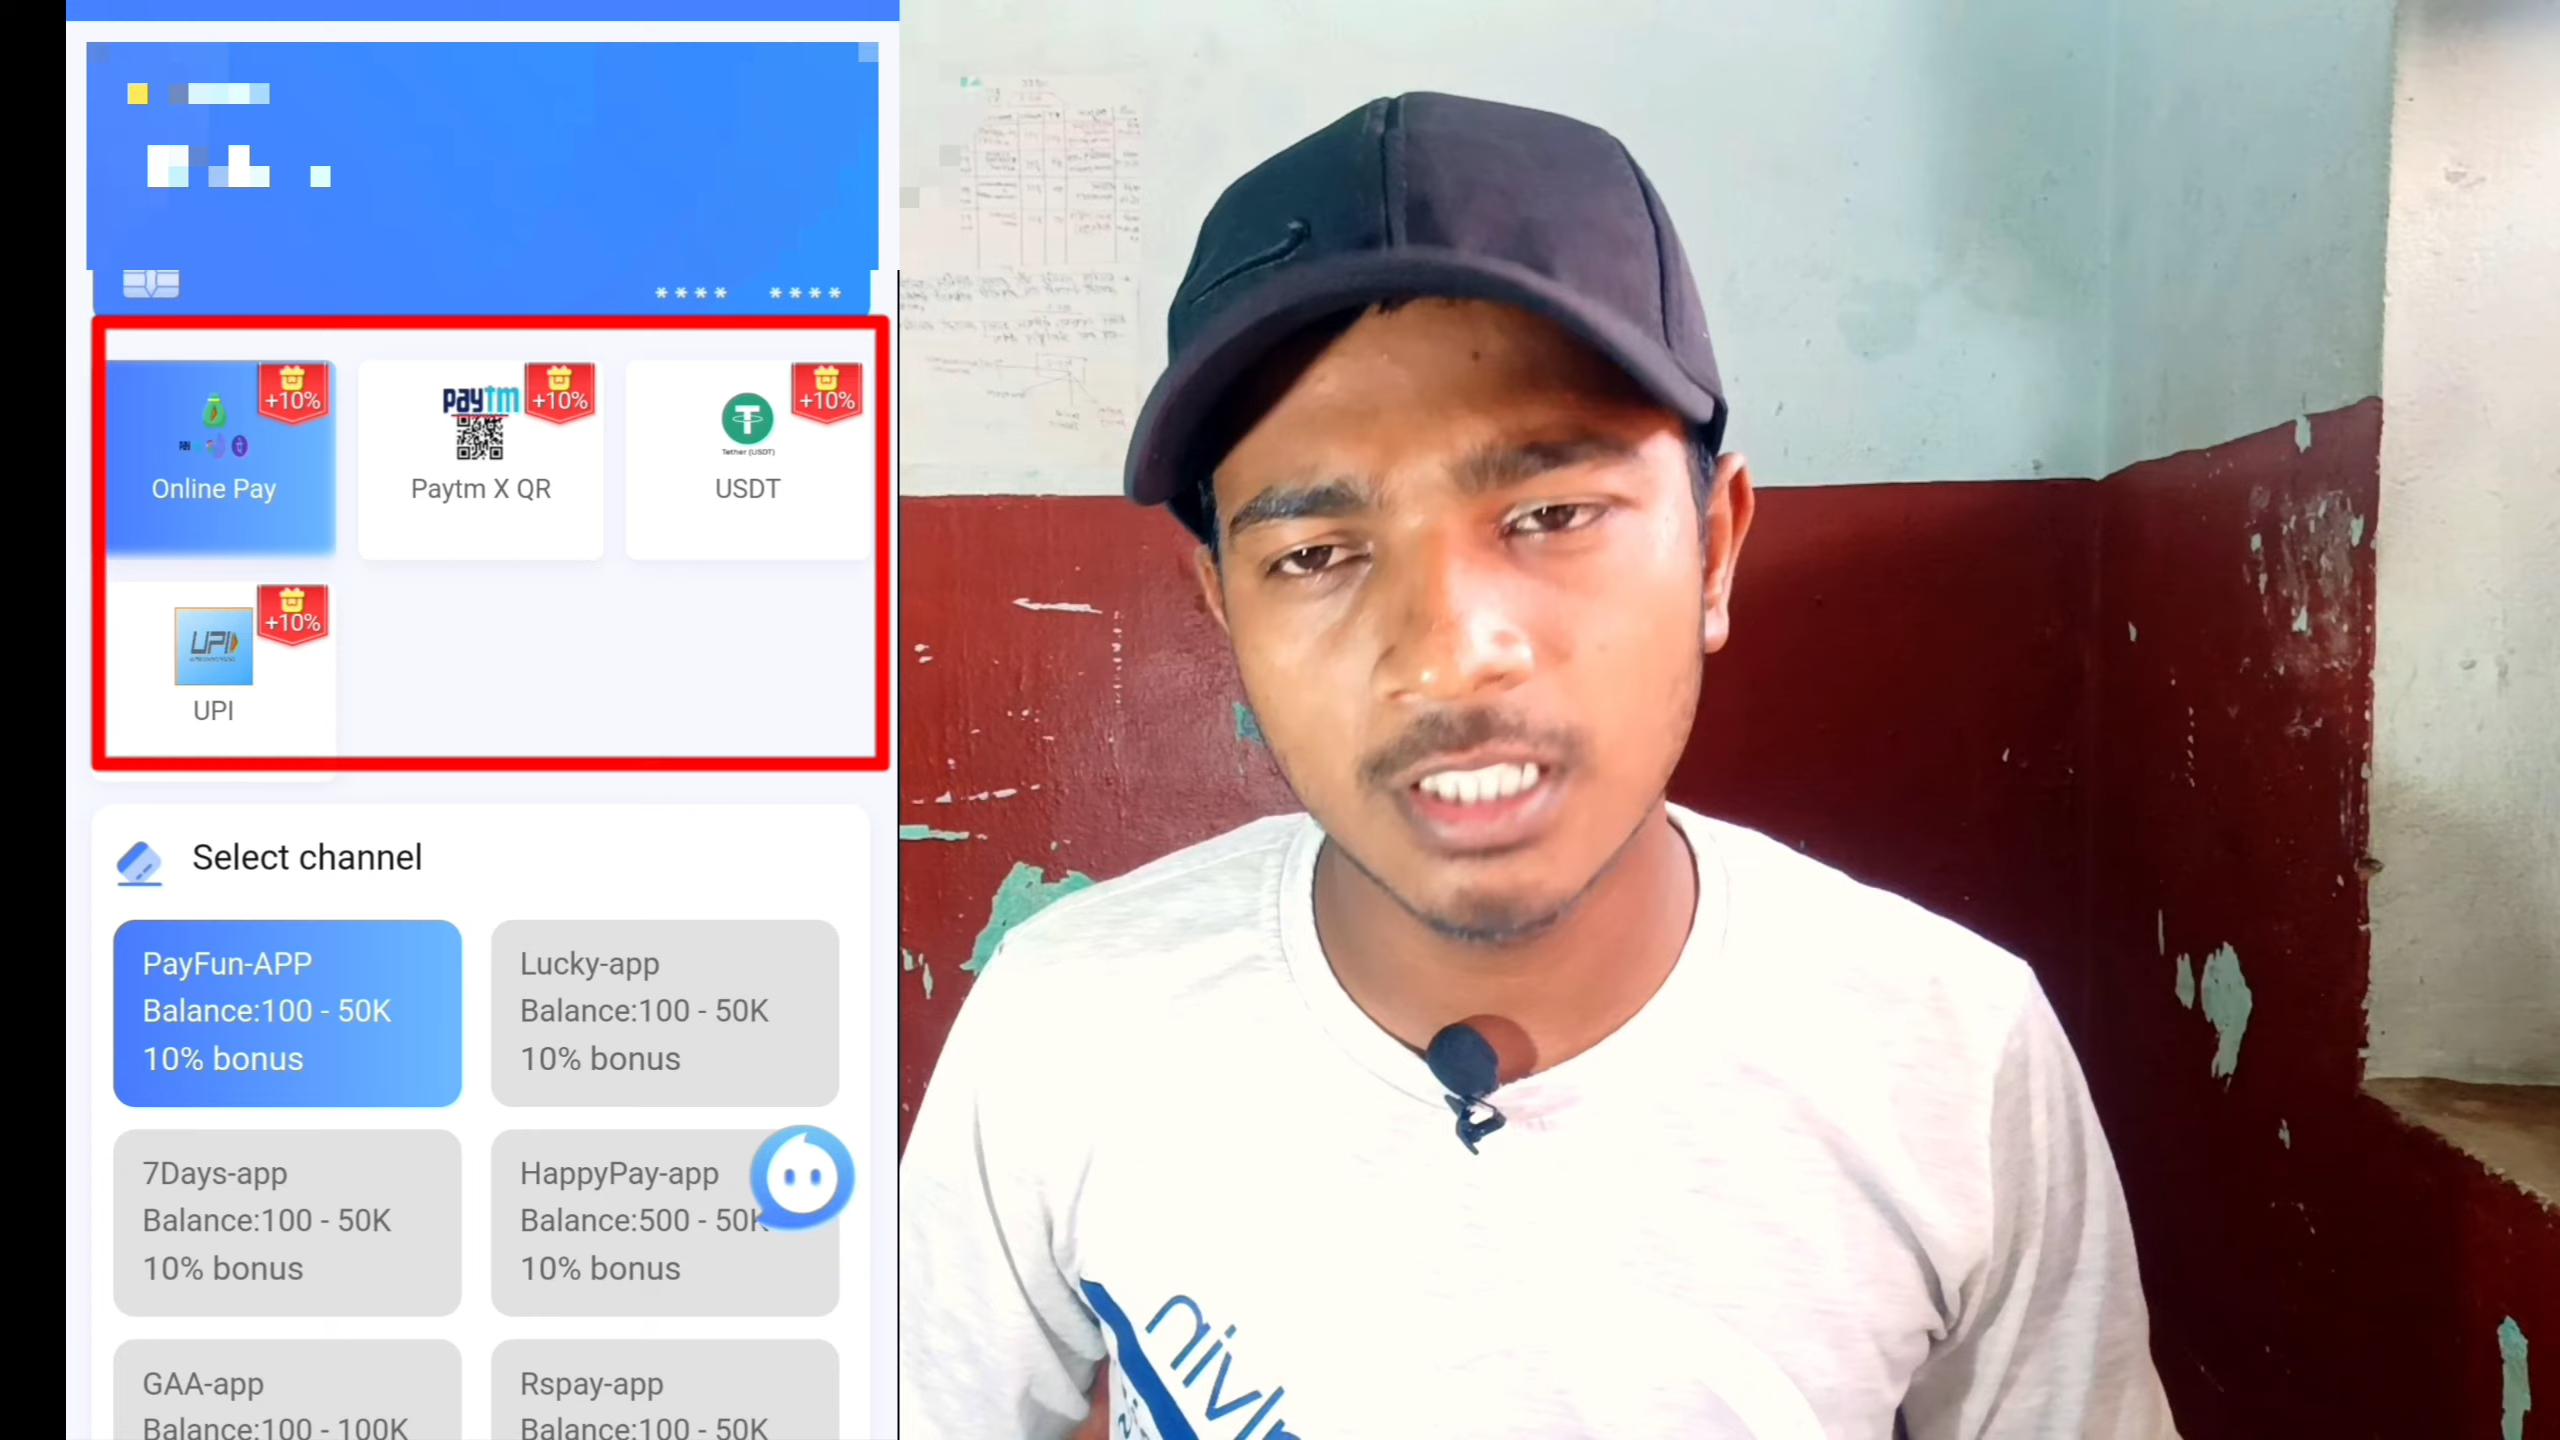 **** ****
+10%
Online Pay
paytm
+10%
Paytm X QR
+10%
Tether (USDT)
USDT
UPI
+10%
UPI
Select channel
PayFun-APP
Balance:100 - 50K
10% bonus
Lucky-app
Balance:100 - 50K
10% bonus
7Days-app
Balance:100 - 50K
10% bonus
HappyPay-app
Balance:500 - 50K
10% bonus
GAA-app
Balance:100 - 100K
Rspay-app
Balance:100 - 50K